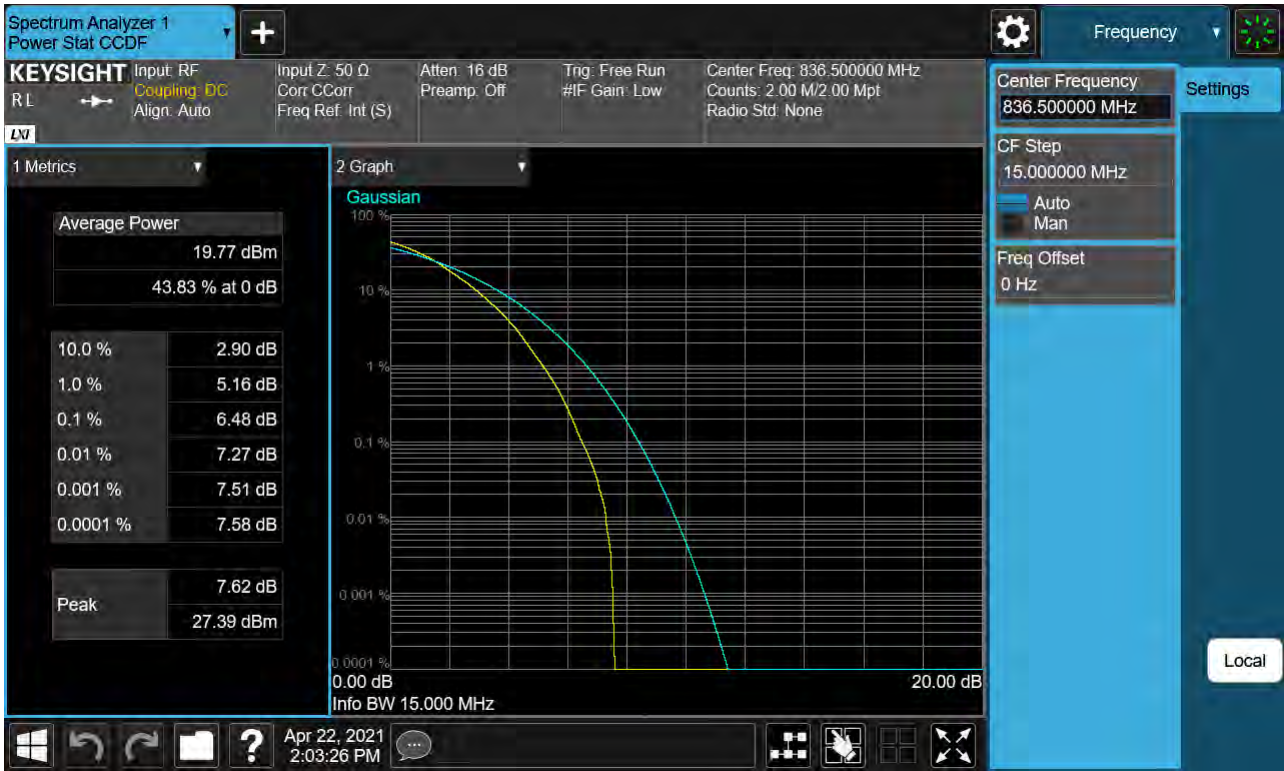 Spectrum Analyzer 1
Power Stat CCDF
+
Frequency
KEYSIGHT
R L
LXI
Input: RF
Coupling: DC
Align: Auto
Input Z: 50 Ω
Corr CCorr
Freq Ref: Int (S)
Atten: 16 dB
Preamp: Off
Trig: Free Run
#IF Gain: Low
Center Freq: 836.500000 MHz
Counts: 2.00 M/2.00 Mpt
Radio Std: None
Center Frequency
836.500000 MHz
Settings
CF Step
15.000000 MHz
Auto
Man
Freq Offset
0 Hz
Local
1 Metrics
Average Power
19.77 dBm
43.83 % at 0 dB
10.0 % 2.90 dB
1.0 % 5.16 dB
0.1 % 6.48 dB
0.01 % 7.27 dB
0.001 % 7.51 dB
0.0001 % 7.58 dB
Peak
7.62 dB
27.39 dBm
2 Graph
Gaussian
100 %
10 %
1 %
0.1 %
0.01 %
0.001 %
0.0001 %
0.00 dB 20.00 dB
Info BW 15.000 MHz
?
Apr 22, 2021
2:03:26 PM